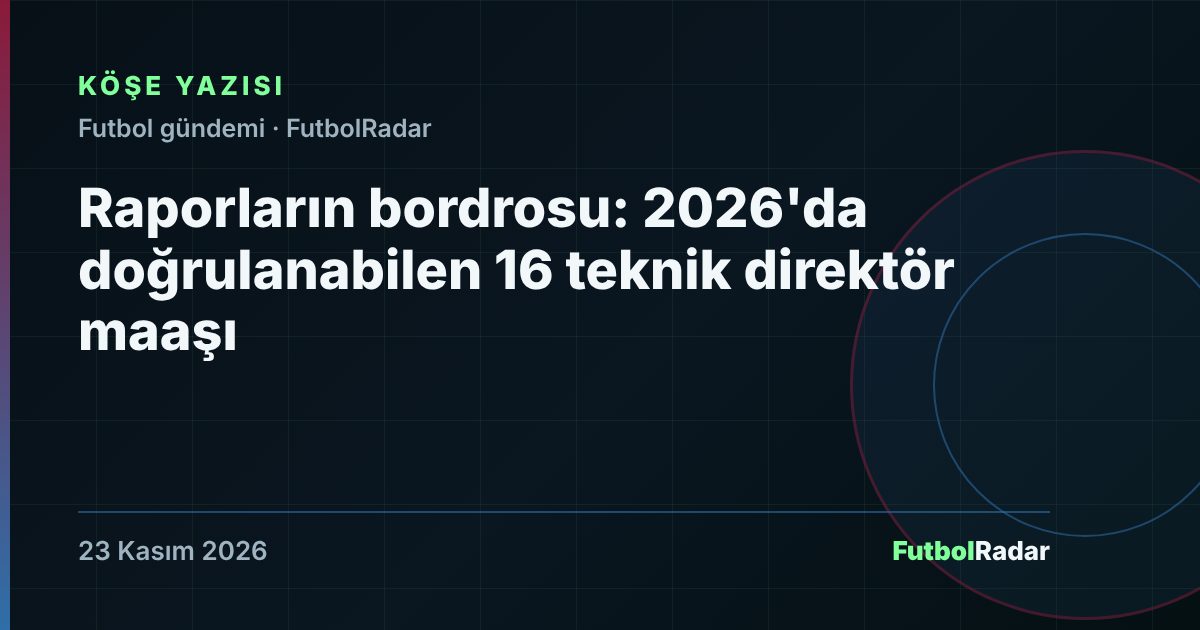 KÖŞE YAZISI
Futbol gündemi · FutbolRadar
Raporların bordrosu: 2026'da
doğrulanabilen 16 teknik direktör
maaşı
23 Kasım 2026
FutbolRadar